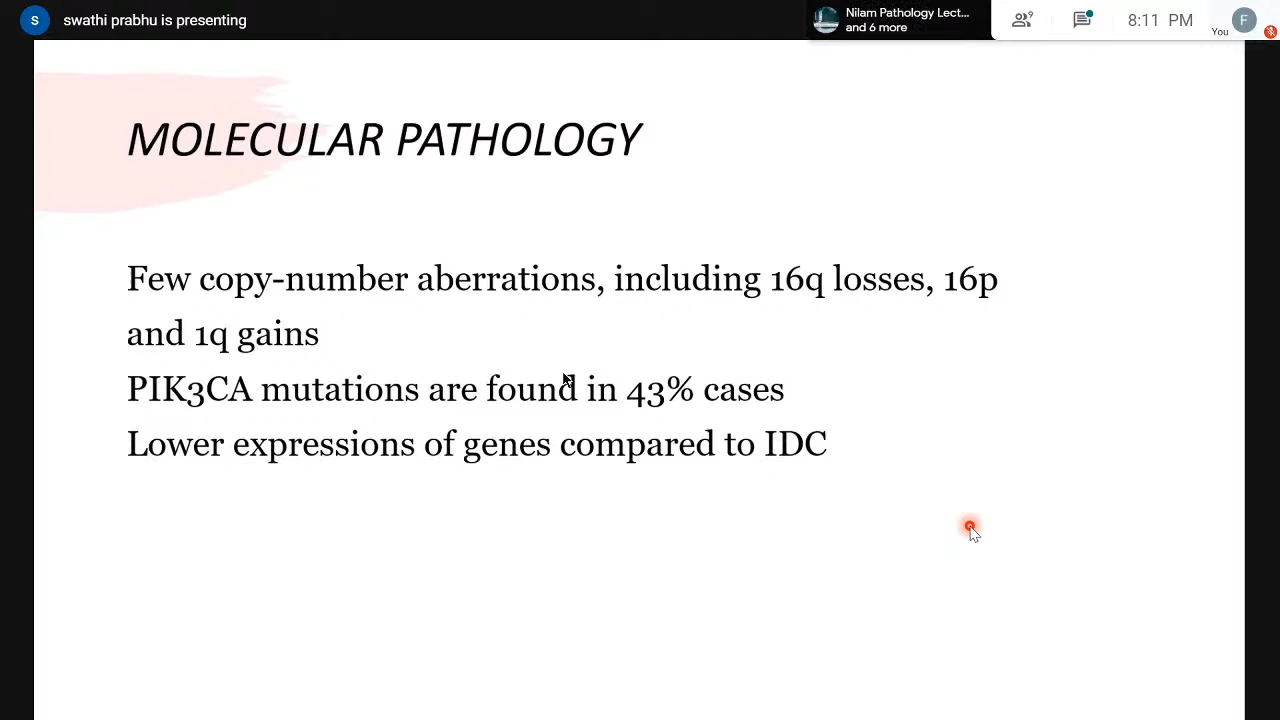 S swathi prabhu is presenting
Nilam Pathology Lect...
and 6 more
9
8:11 PM
You
F
MOLECULAR PATHOLOGY
Few copy-number aberrations, including 16q losses, 16p
and 1q gains
PIK3CA mutations are found in 43% cases
Lower expressions of genes compared to IDC